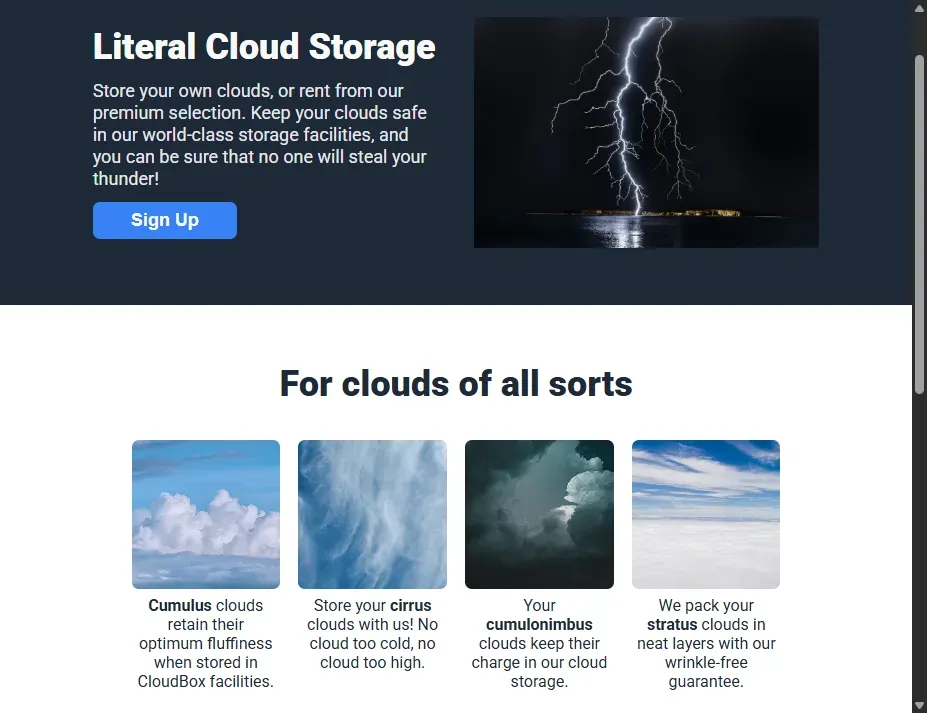 Literal Cloud Storage
Store your own clouds, or rent from our
premium selection. Keep your clouds safe
in our world-class storage facilities, and
you can be sure that no one will steal your
thunder!
Sign Up
For clouds of all sorts
Cumulus clouds
retain their
optimum fluffiness
when stored in
CloudBox facilities.
Store your cirrus
clouds with us! No
cloud too cold, no
cloud too high.
Your
cumulonimbus
clouds keep their
charge in our cloud
storage.
We pack your
stratus clouds in
neat layers with our
wrinkle-free
guarantee.